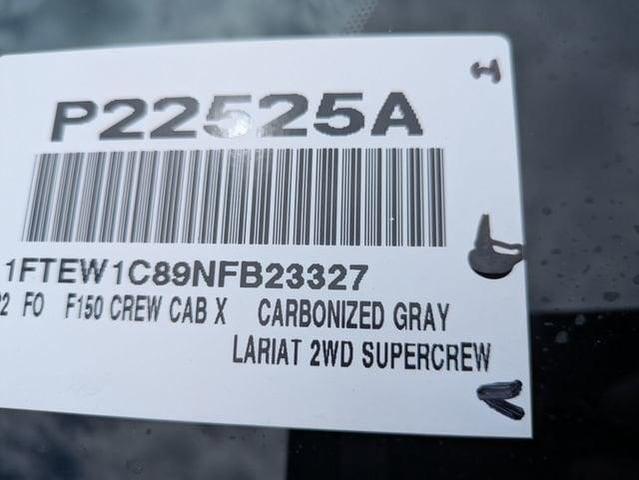 P22525A
1FTEW1C89NFB23327
22 FO F150 CREW CAB X CARBONIZED GRAY
LARIAT 2WD SUPERCREW